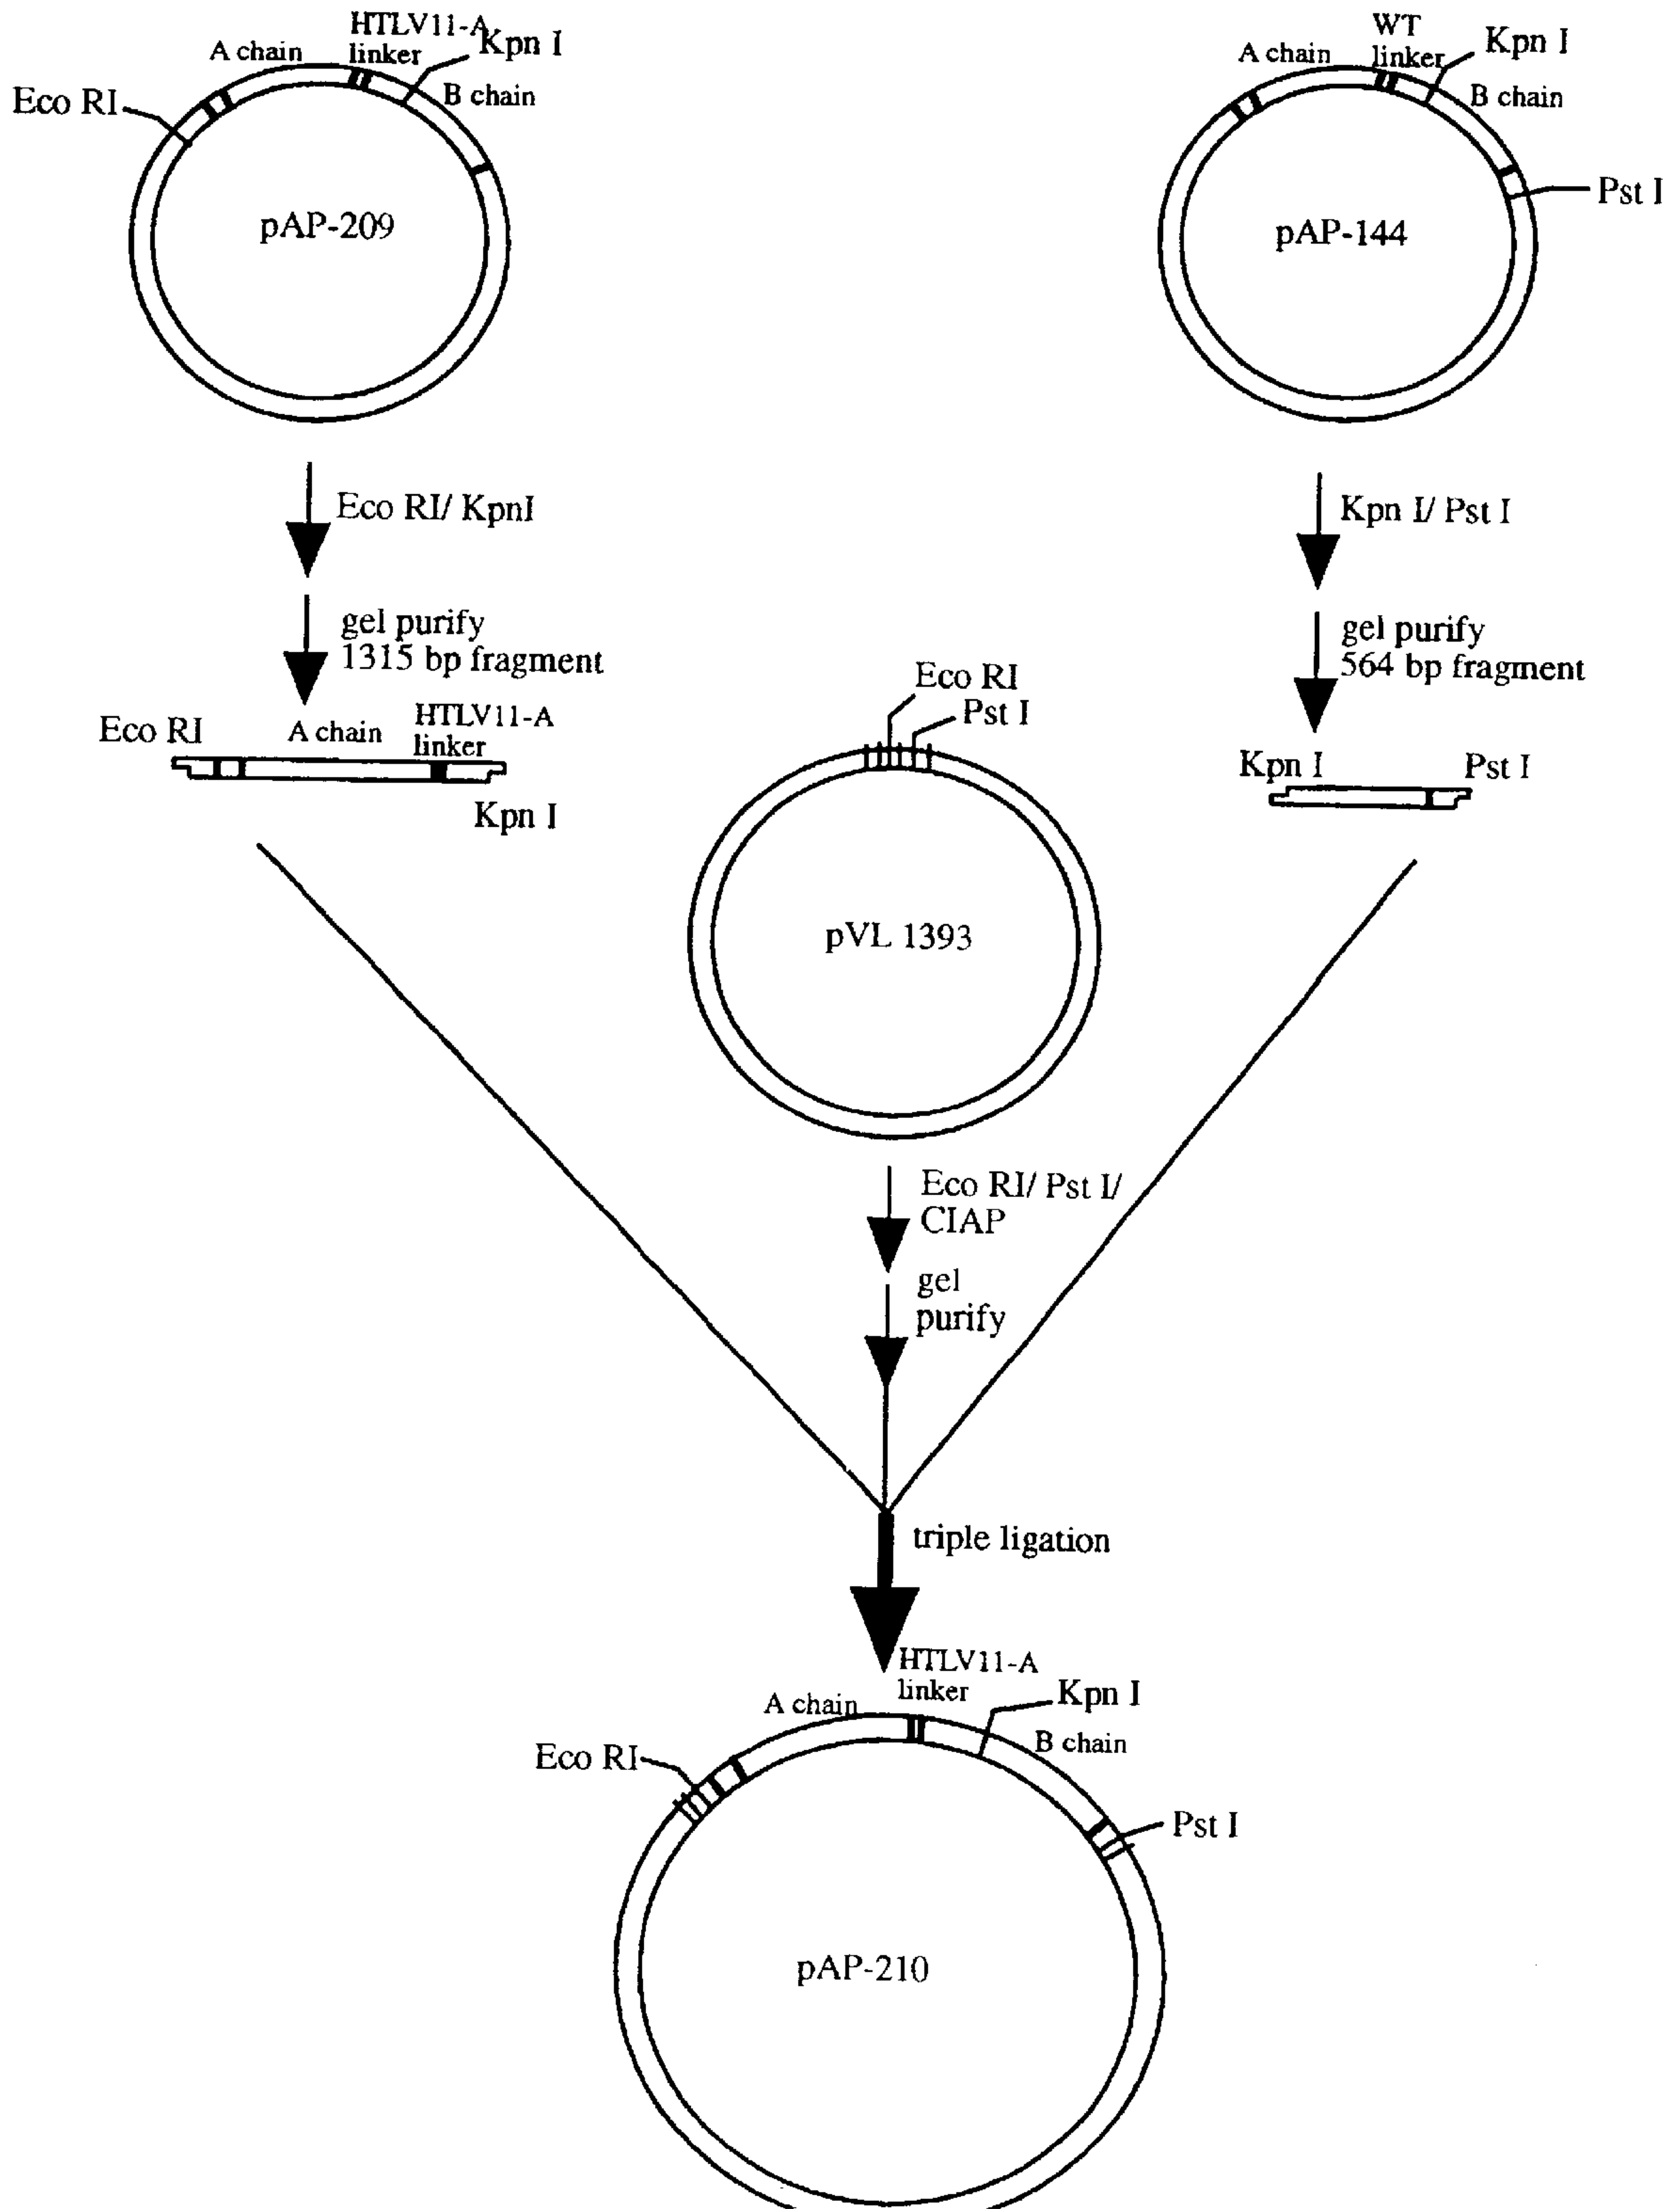 HTLV11-A
linker
A chain
Kpn I
B chain
Eco RI
pAP-209
WT
linker
A chain
Kpn I
B chain
Pst I
pAP-144
Eco RI/ KpnI
gel purify
1315 bp fragment
Kpn I/ Pst I
gel purify
564 bp fragment
Eco RI
A chain
HTLV11-A
linker
Kpn I
Eco RI
Pst I
Kpn I
Pst I
pVL 1393
Eco RI/ Pst I/
CIAP
gel
purify
triple ligation
HTLV11-A
linker
A chain
Kpn I
B chain
Eco RI
Pst I
pAP-210